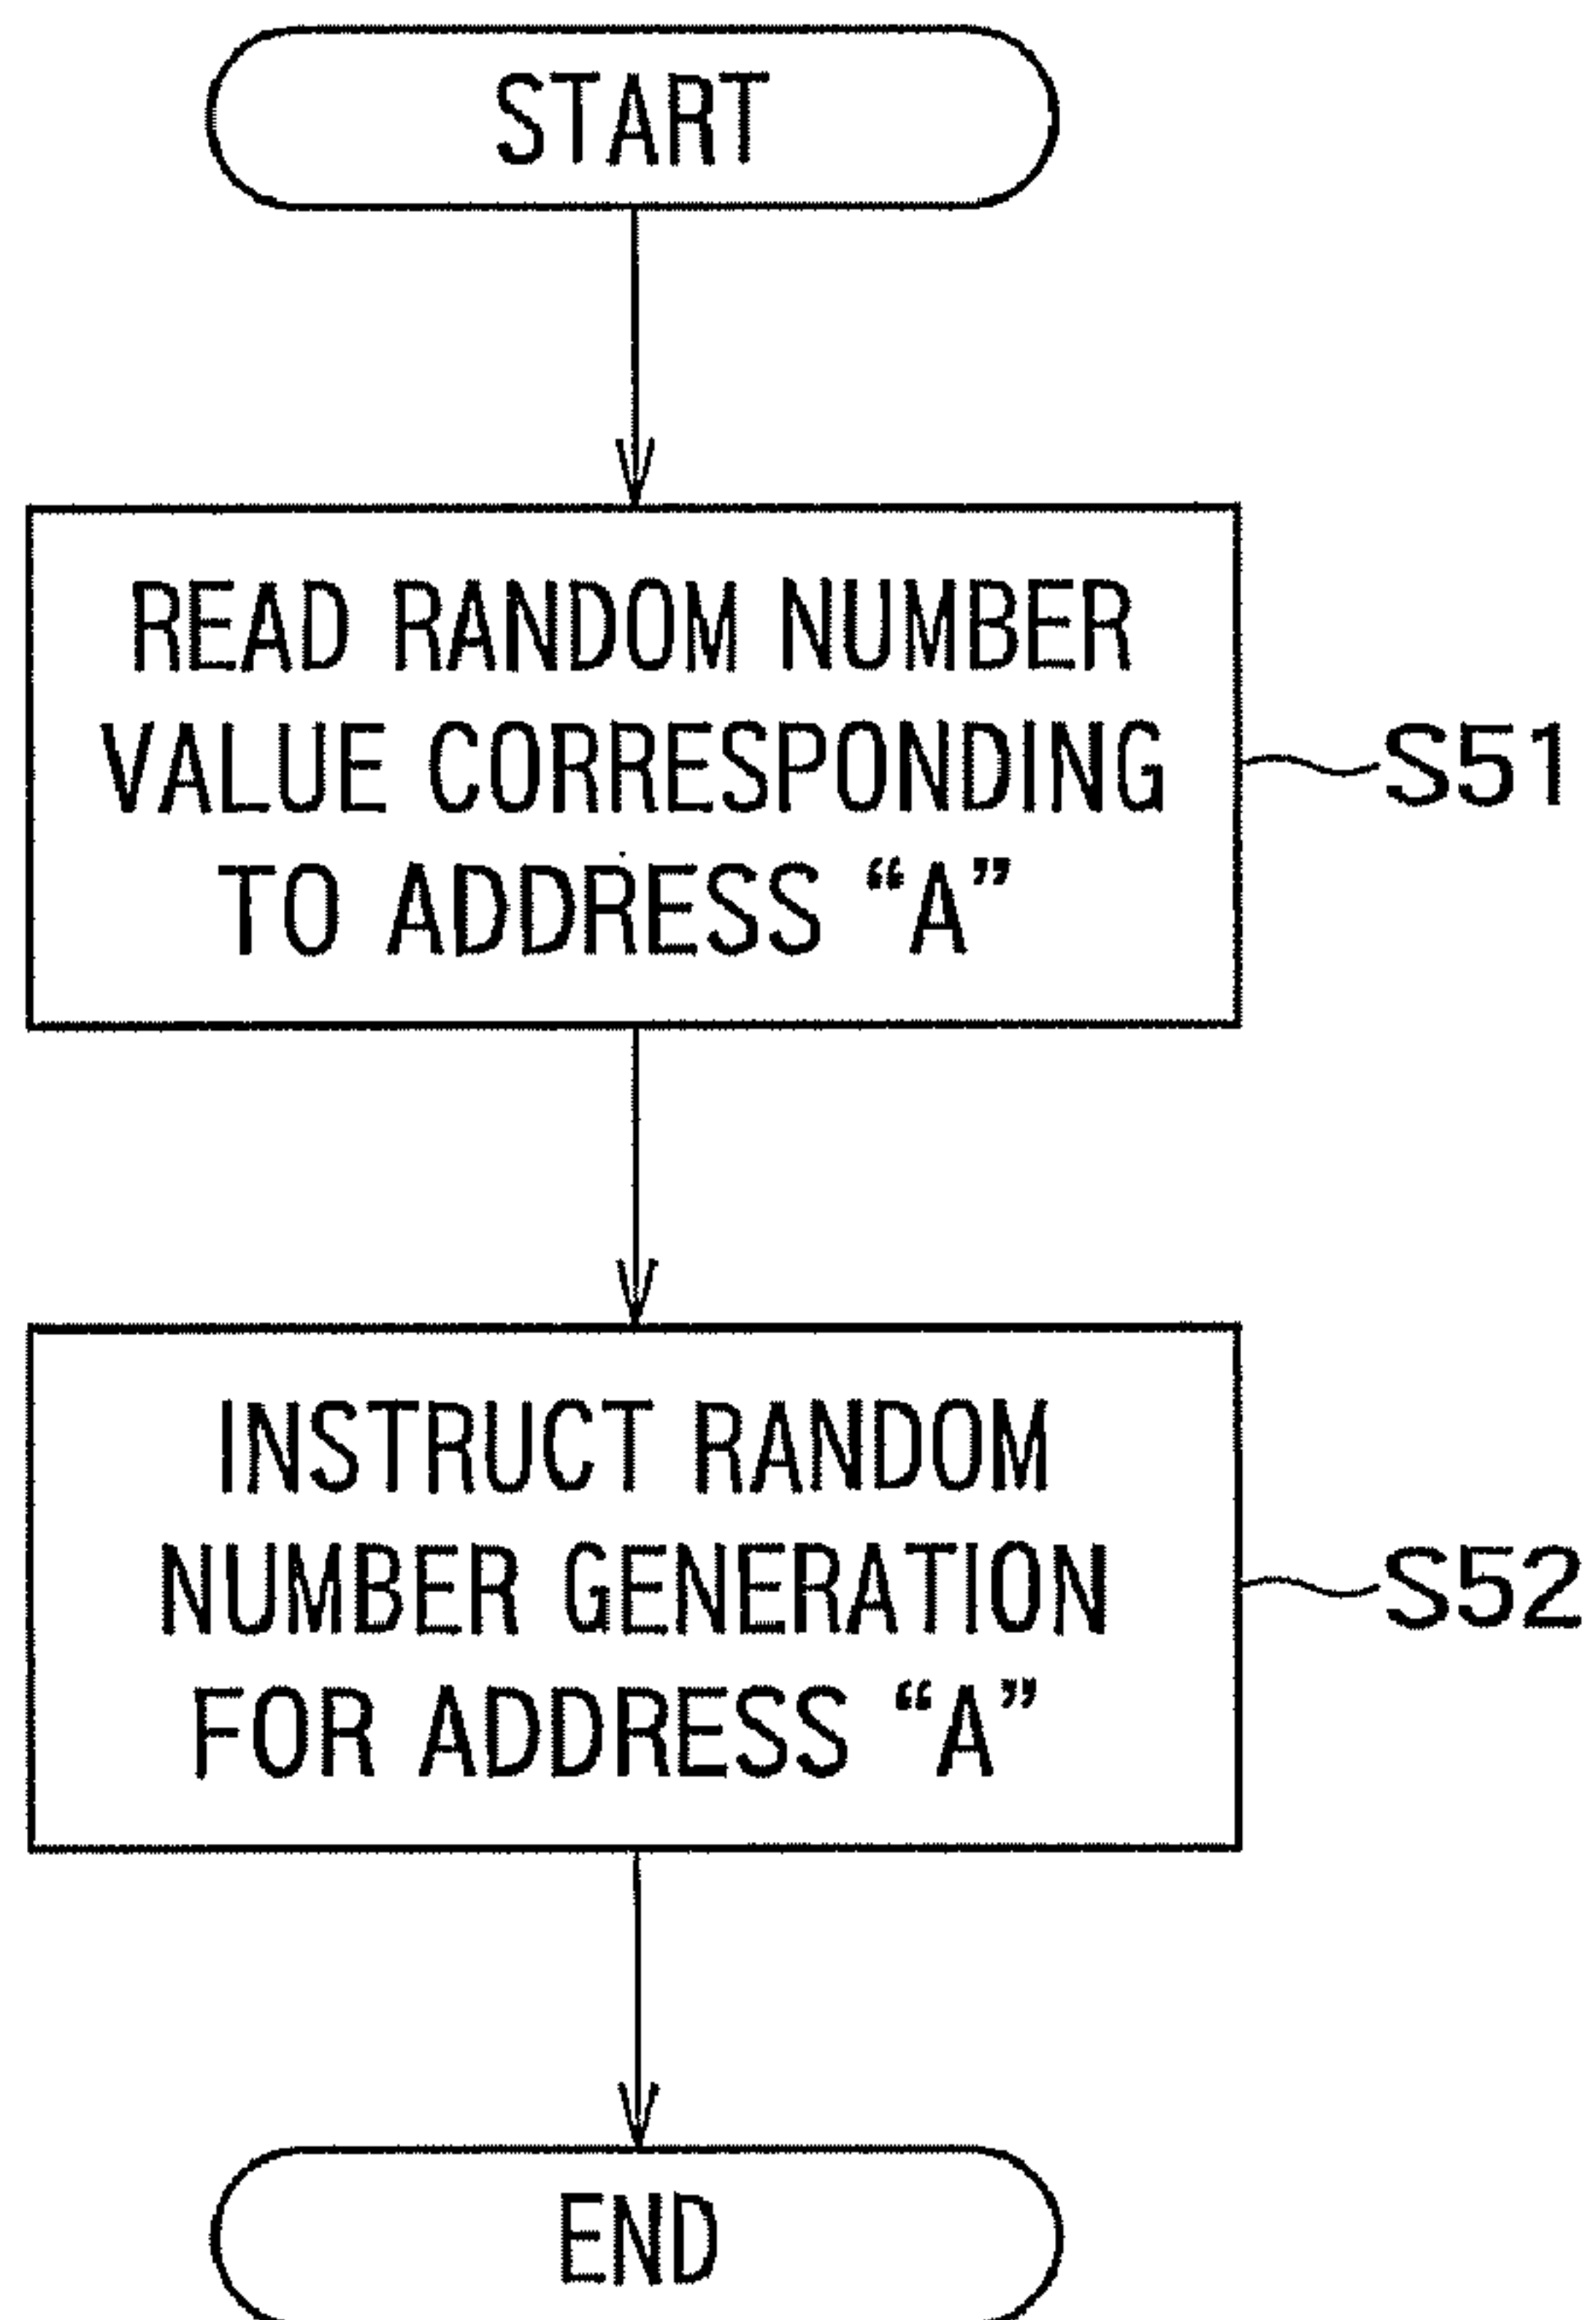 START
READ RANDOM NUMBER
VALUE CORRESPONDING
TO ADDRESS “A”
S51
INSTRUCT RANDOM
NUMBER GENERATION
FOR ADDRESS “A”
S52
END